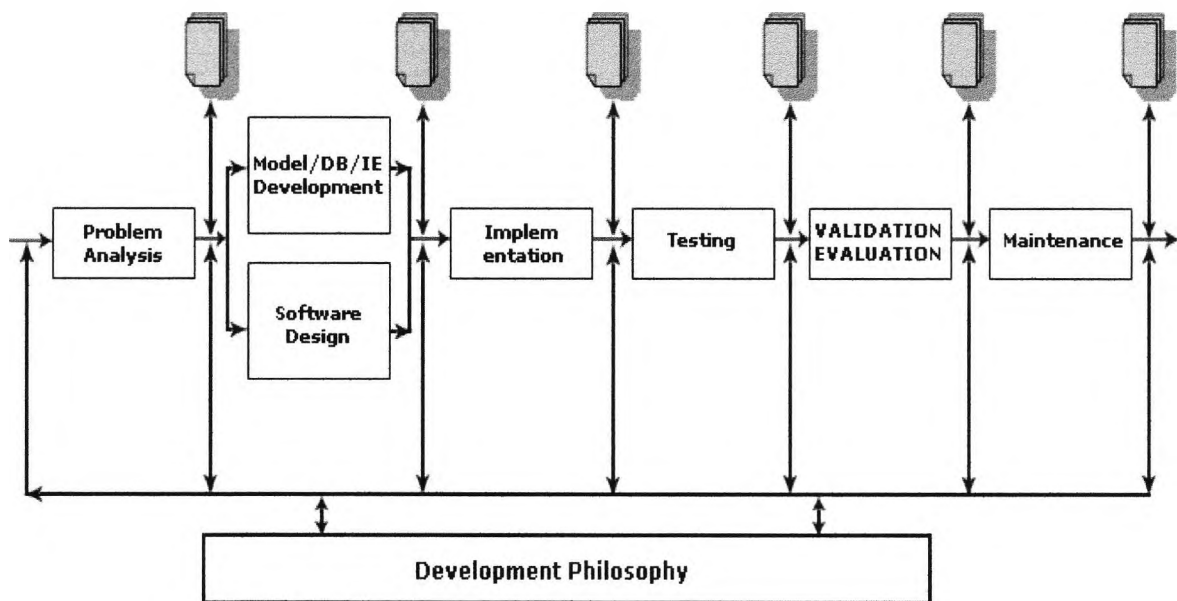 Problem
Analysis
Model/DB/IE
Development
Software
Design
Implem
entation
Testing
VALIDATION
EVALUATION
Maintenance
Development Philosophy